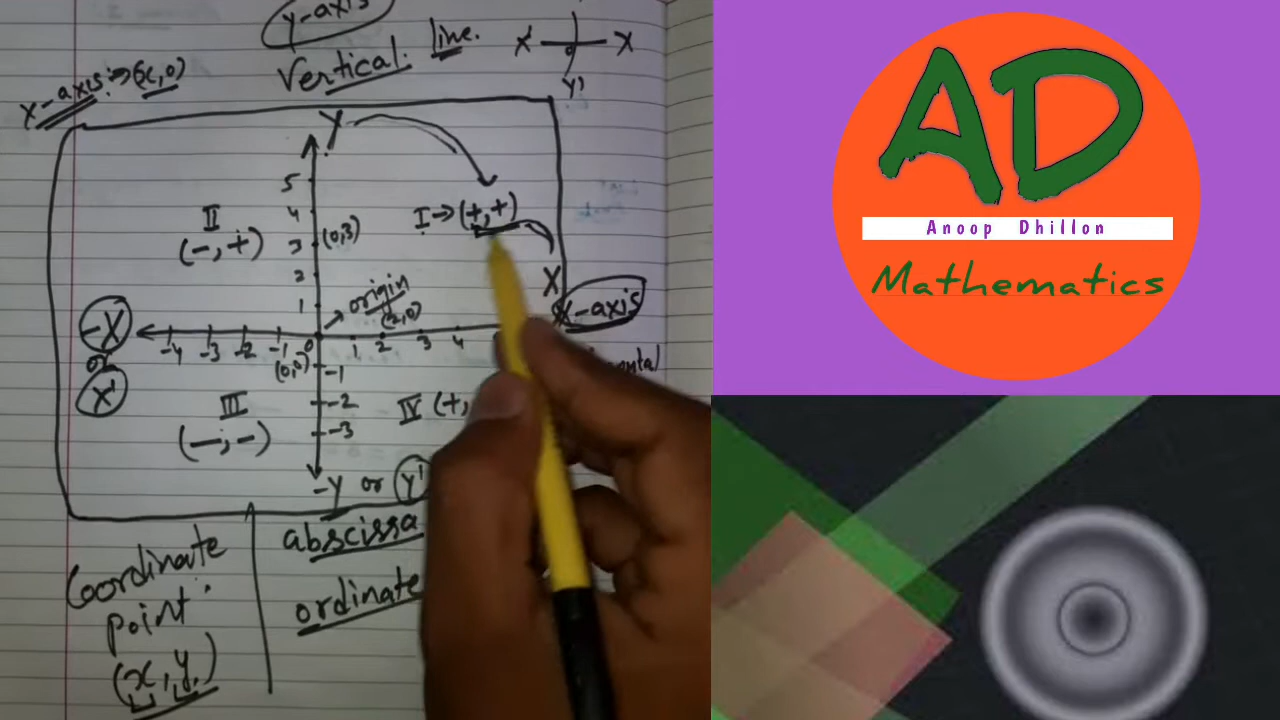 y-axis
Vertical line.
X' X
0
Y'
X-axis :→ (x,0)
Y
5
4
3 (0,3)
2
1
II
(-,+)
I→(+,+)
X
X-axis
origin
(2,0)
-X
or
X'
-4 -3 -2 -1 0 1 2 3 4
(0,0)
-1
-2
-3
III
(-,-)
IV (+,
-Y or Y'
Coordinate
point:
(x, y)
abscissa
ordinate
AD
Anoop Dhillon
Mathematics